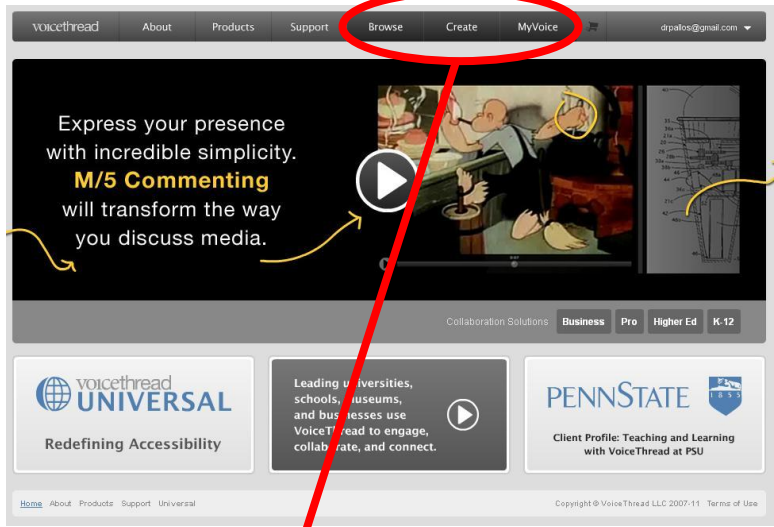 voicethread About Products Support Browse Create MyVoice drpallos@gmail.com
Express your presence
with incredible simplicity.
M/5 Commenting
will transform the way
you discuss media.
Collaboration Solutions Business Pro Higher Ed K-12
voicethread
UNIVERSAL
Redefining Accessibility
Leading universities,
schools, museums,
and businesses use
VoiceThread to engage,
collaborate, and connect.
PENNSTATE
1855
Client Profile: Teaching and Learning
with VoiceThread at PSU
Home About Products Support Universal
Copyright © VoiceThread LLC 2007-11 Terms of Use